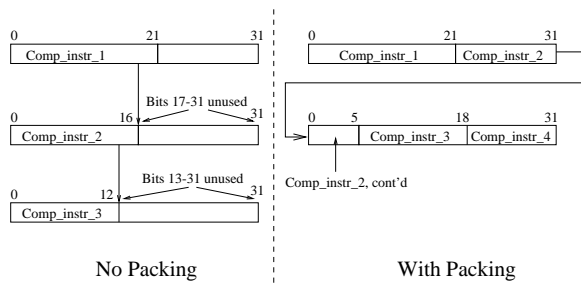 0 21 31
Comp_instr_1
16 Bits 17-31 unused 31
Comp_instr_2
0 12 Bits 13-31 unused 31
Comp_instr_3
No Packing
0 21 31
Comp_instr_1 Comp_instr_2
0 5 18 31
Comp_instr_3 Comp_instr_4
Comp_instr_2, cont'd
With Packing